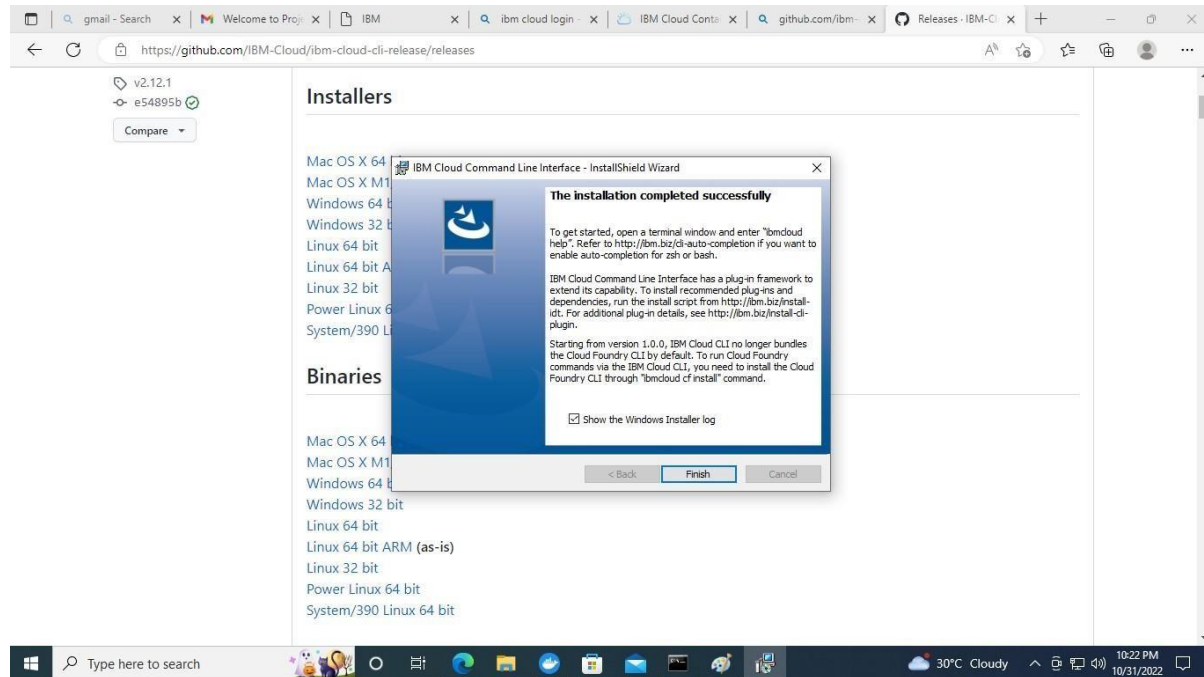 gmail - Search
Welcome to Proj
IBM
ibm cloud login -
IBM Cloud Conta
github.com/ibm-
Releases · IBM-Cl
https://github.com/IBM-Cloud/ibm-cloud-cli-release/releases
v2.12.1
e54895b
Compare
Installers
Mac OS X 64
Mac OS X M1
Windows 64 b
Windows 32 b
Linux 64 bit
Linux 64 bit A
Linux 32 bit
Power Linux 6
System/390 Li
IBM Cloud Command Line Interface - InstallShield Wizard
The installation completed successfully
To get started, open a terminal window and enter "ibmcloud
help". Refer to http://ibm.biz/cli-auto-completion if you want to
enable auto-completion for zsh or bash.
IBM Cloud Command Line Interface has a plug-in framework to
extend its capability. To install recommended plug-ins and
dependencies, run the install script from http://ibm.biz/install-
idt. For additional plug-in details, see http://ibm.biz/install-cli-
plugin.
Starting from version 1.0.0, IBM Cloud CLI no longer bundles
the Cloud Foundry CLI by default. To run Cloud Foundry
commands via the IBM Cloud CLI, you need to install the Cloud
Foundry CLI through "ibmcloud cf install" command.
Show the Windows Installer log
< Back
Finish
Cancel
Binaries
Mac OS X 64
Mac OS X M1
Windows 64 b
Windows 32 bit
Linux 64 bit
Linux 64 bit ARM (as-is)
Linux 32 bit
Power Linux 64 bit
System/390 Linux 64 bit
Type here to search
30°C Cloudy
10:22 PM
10/31/2022